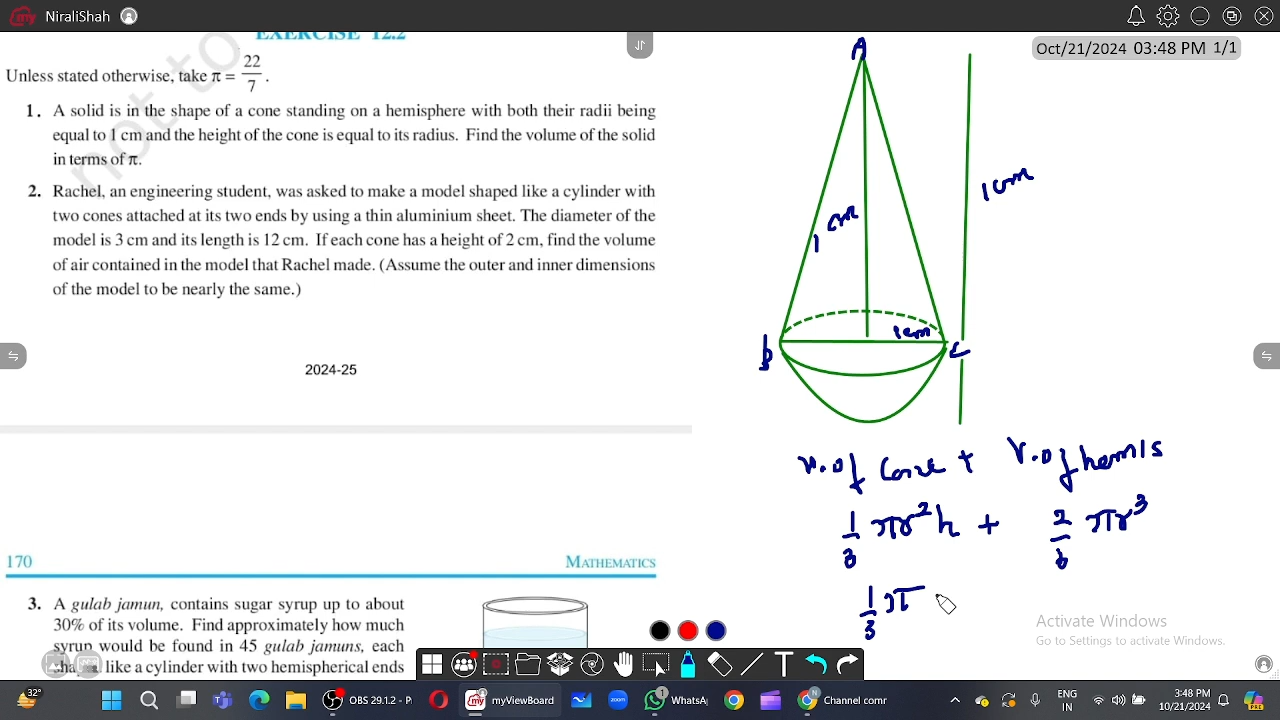 NiraliShah
Oct/21/2024 03:48 PM 1/1
not to
EXERCISE 12.2
Unless stated otherwise, take π = 22/7 .
1. A solid is in the shape of a cone standing on a hemisphere with both their radii being
equal to 1 cm and the height of the cone is equal to its radius. Find the volume of the solid
in terms of π.
2. Rachel, an engineering student, was asked to make a model shaped like a cylinder with
two cones attached at its two ends by using a thin aluminium sheet. The diameter of the
model is 3 cm and its length is 12 cm. If each cone has a height of 2 cm, find the volume
of air contained in the model that Rachel made. (Assume the outer and inner dimensions
of the model to be nearly the same.)
2024-25
170 MATHEMATICS
3. A gulab jamun, contains sugar syrup up to about
30% of its volume. Find approximately how much
syrup would be found in 45 gulab jamuns, each
like a cylinder with two hemispherical ends
A
1 cm
1cm
1cm
b
c
v.of Cone + V.of hemis
1/3 πr²h + 2/3 πr³
1/3 π
Activate Windows
Go to Settings to activate Windows.
T
32°
OBS 29.1.2 - P
myViewBoard
zoom
WhatsA
Chrome
Channel comr
ENG
IN
3:48 PM
10/21/2024